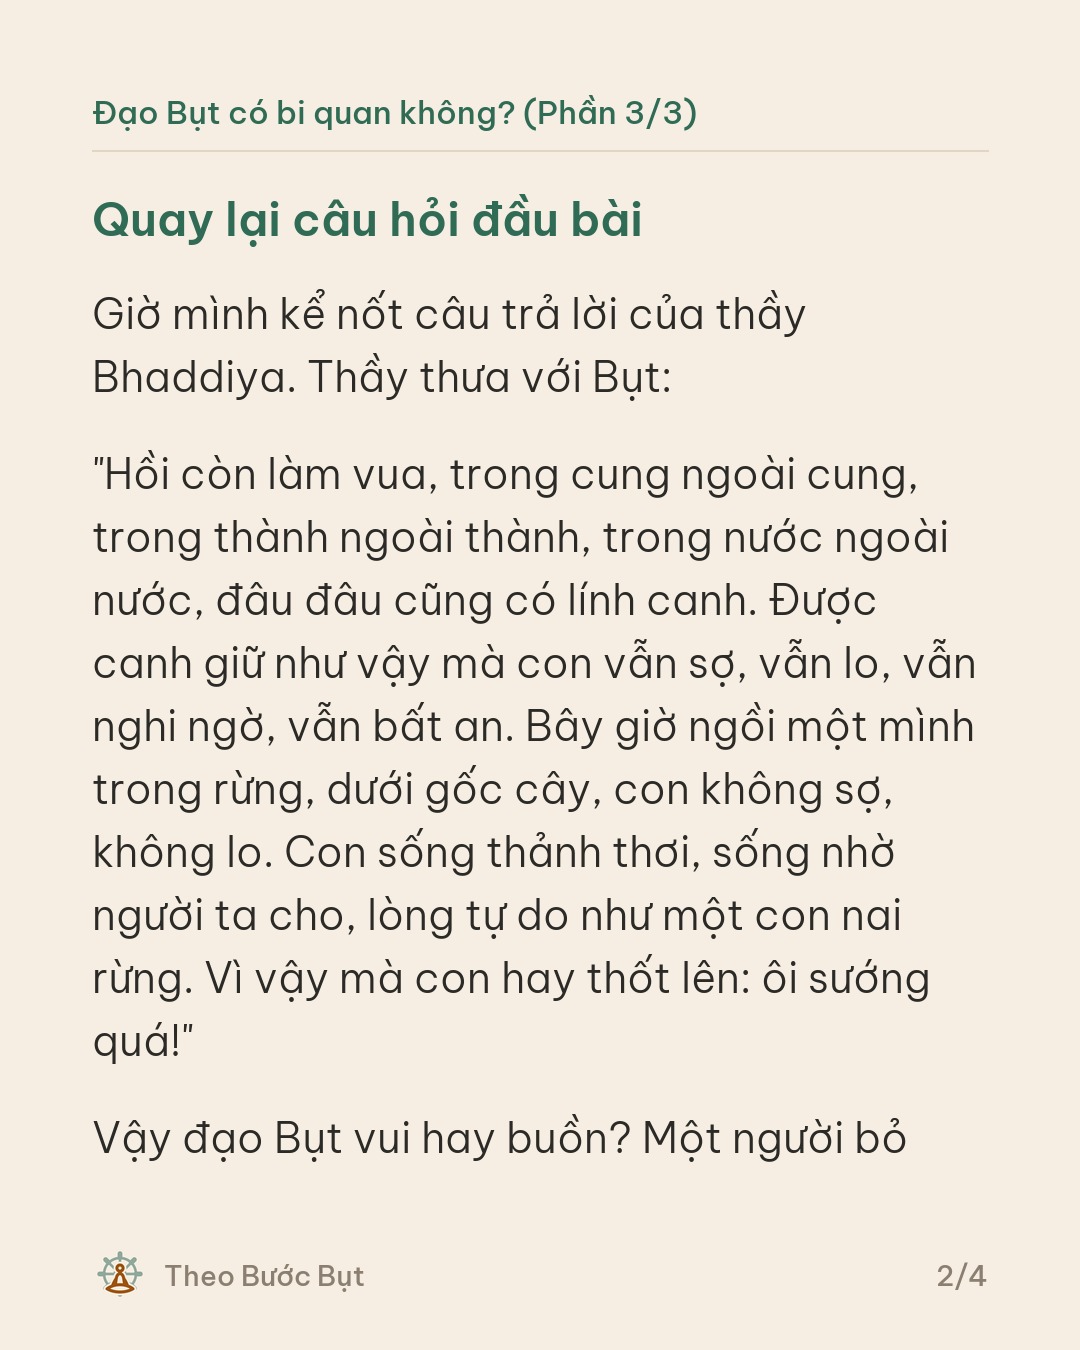 Đạo Bụt có bi quan không? (Phần 3/3)
Quay lại câu hỏi đầu bài
Giờ mình kể nốt câu trả lời của thầy
Bhaddiya. Thầy thưa với Bụt:
"Hồi còn làm vua, trong cung ngoài cung,
trong thành ngoài thành, trong nước ngoài
nước, đâu đâu cũng có lính canh. Được
canh giữ như vậy mà con vẫn sợ, vẫn lo, vẫn
nghi ngờ, vẫn bất an. Bây giờ ngồi một mình
trong rừng, dưới gốc cây, con không sợ,
không lo. Con sống thảnh thơi, sống nhờ
người ta cho, lòng tự do như một con nai
rừng. Vì vậy mà con hay thốt lên: ôi sướng
quá!"
Vậy đạo Bụt vui hay buồn? Một người bỏ
Theo Bước Bụt
2/4